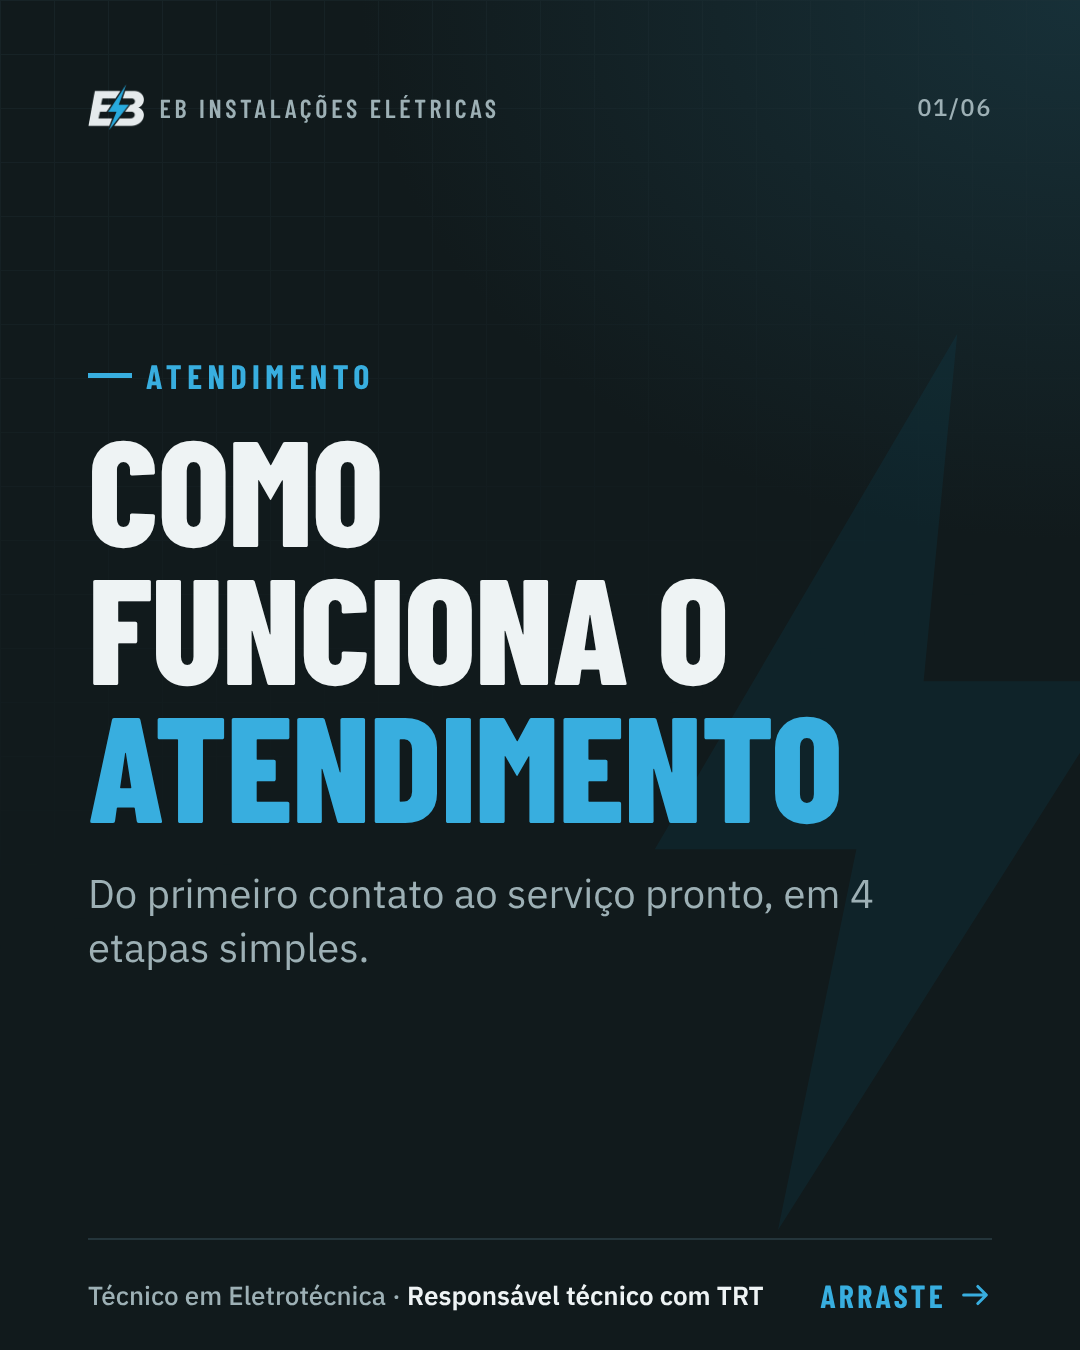 EB EB INSTALAÇÕES ELÉTRICAS
01/06
ATENDIMENTO
COMO
FUNCIONA O
ATENDIMENTO
Do primeiro contato ao serviço pronto, em 4
etapas simples.
Técnico em Eletrotécnica · Responsável técnico com TRT
ARRASTE →